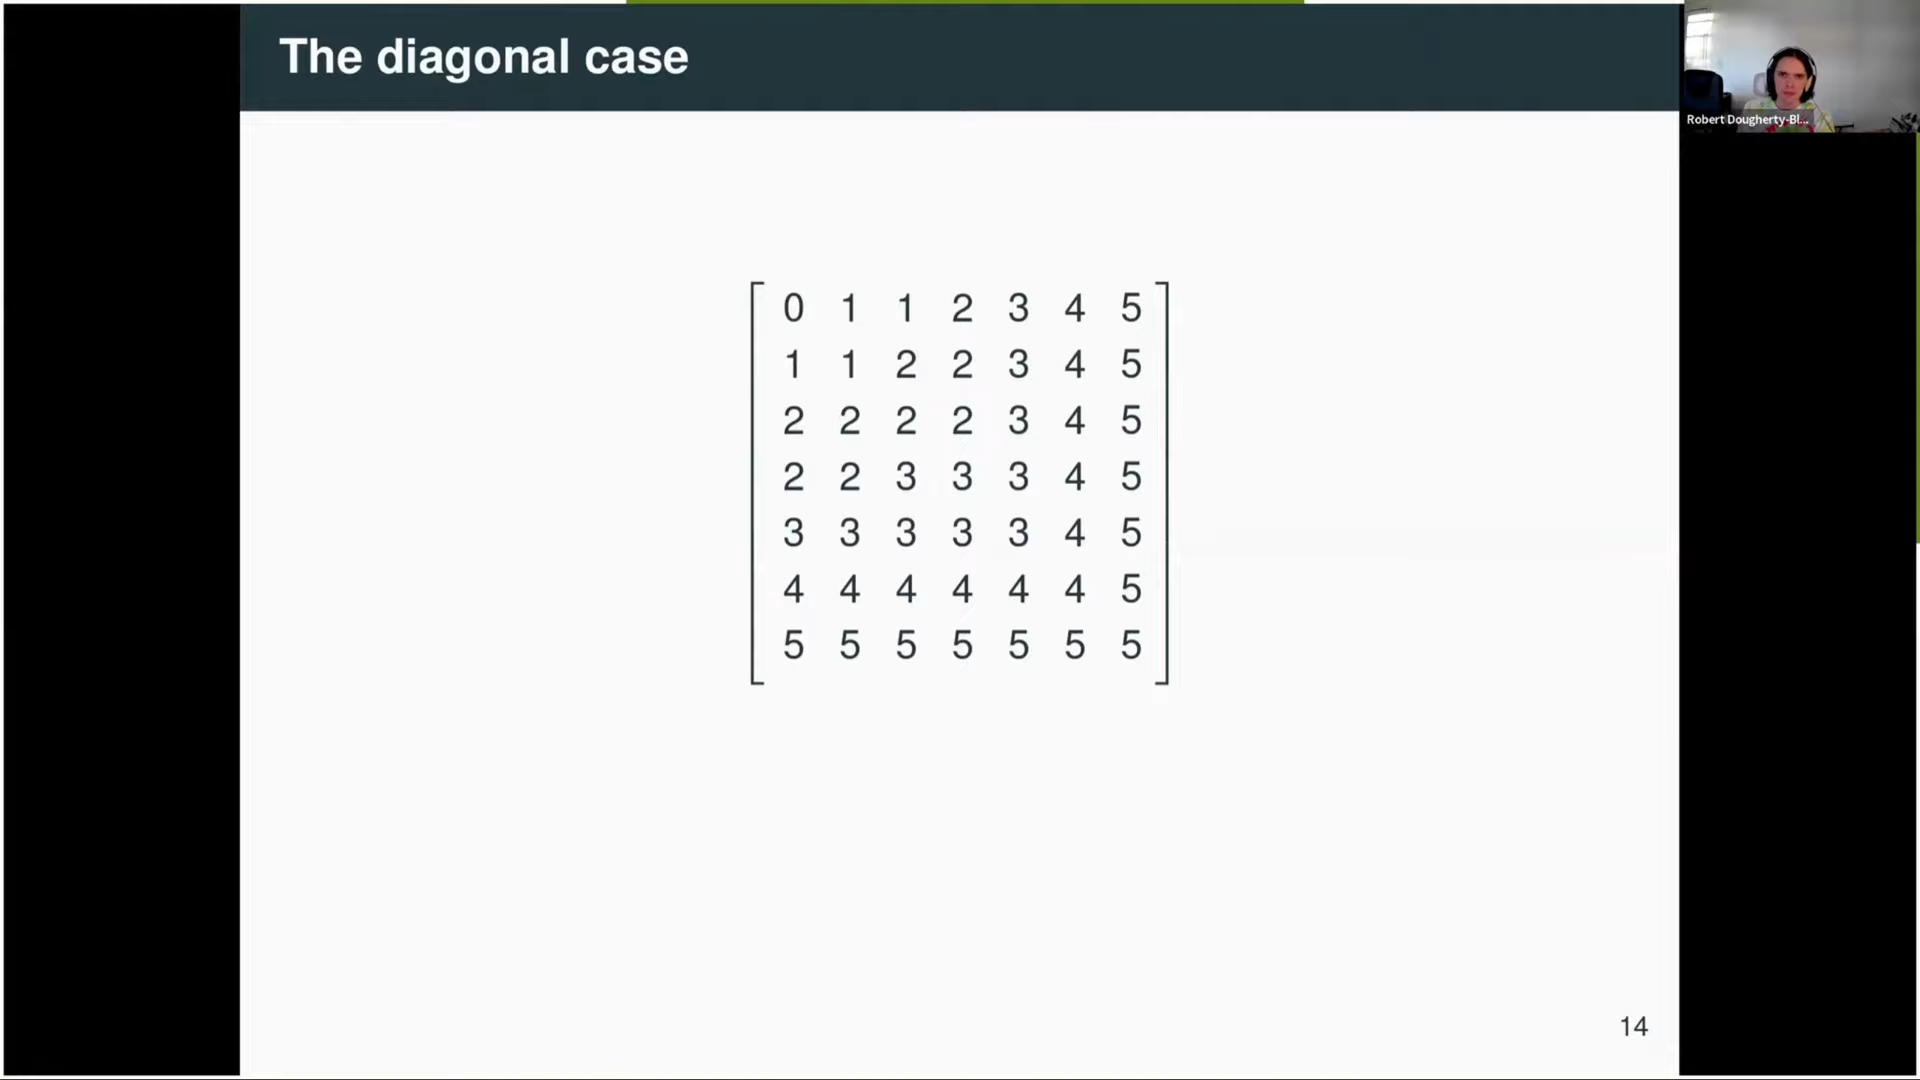 The diagonal case
Robert Dougherty-Bl...
0 1 1 2 3 4 5
1 1 2 2 3 4 5
2 2 2 2 3 4 5
2 2 3 3 3 4 5
3 3 3 3 3 4 5
4 4 4 4 4 4 5
5 5 5 5 5 5 5
14